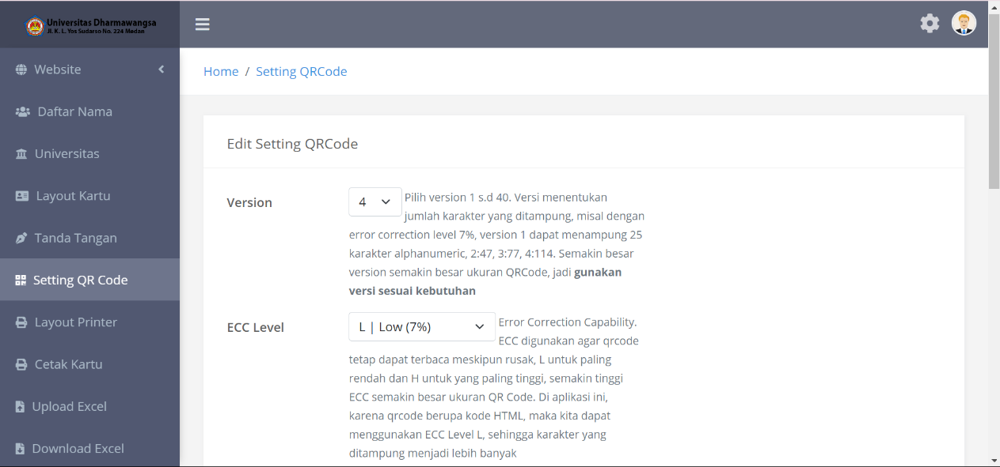 Universitas Dharmawangsa
Jl. K. L. Yos Sudarso No. 224 Medan
Website
Daftar Nama
Universitas
Layout Kartu
Tanda Tangan
Setting QR Code
Layout Printer
Cetak Kartu
Upload Excel
Download Excel
Home / Setting QRCode
Edit Setting QRCode
Version
4
Pilih version 1 s.d 40. Versi menentukan
jumlah karakter yang ditampung, misal dengan
error correction level 7%, version 1 dapat menampung 25
karakter alphanumeric, 2:47, 3:77, 4:114. Semakin besar
version semakin besar ukuran QRCode, jadi gunakan
versi sesuai kebutuhan
ECC Level
L | Low (7%)
Error Correction Capability.
ECC digunakan agar qrcode
tetap dapat terbaca meskipun rusak, L untuk paling
rendah dan H untuk yang paling tinggi, semakin tinggi
ECC semakin besar ukuran QR Code. Di aplikasi ini,
karena qrcode berupa kode HTML, maka kita dapat
menggunakan ECC Level L, sehingga karakter yang
ditampung menjadi lebih banyak